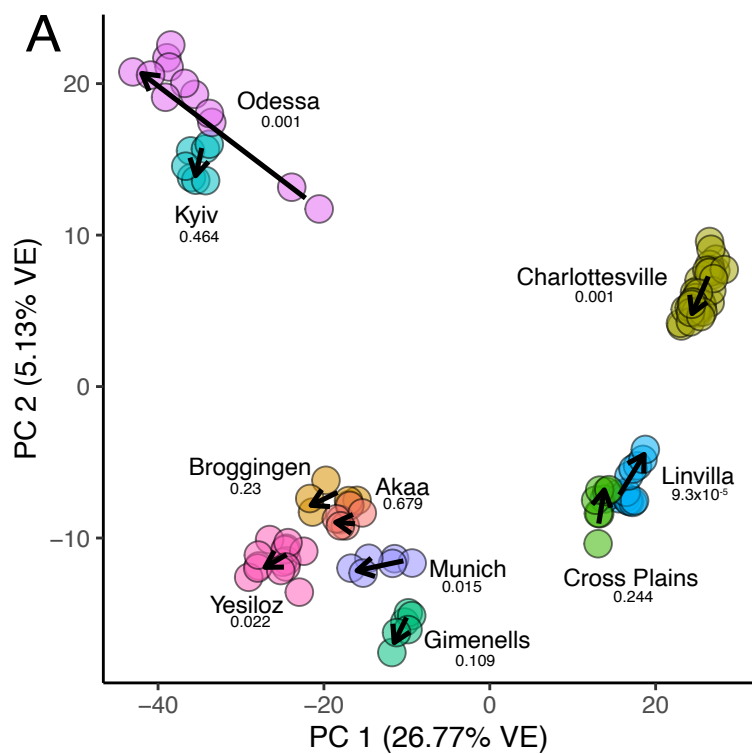 A
20
10
0
−10
PC 2 (5.13% VE)
Odessa
0.001
Kyiv
0.464
Charlottesville
0.001
Broggingen
0.23
Akaa
0.679
Linvilla
9.3x10⁻⁵
Munich
0.015
Cross Plains
0.244
Yesiloz
0.022
Gimenells
0.109
−40
−20
0
20
PC 1 (26.77% VE)